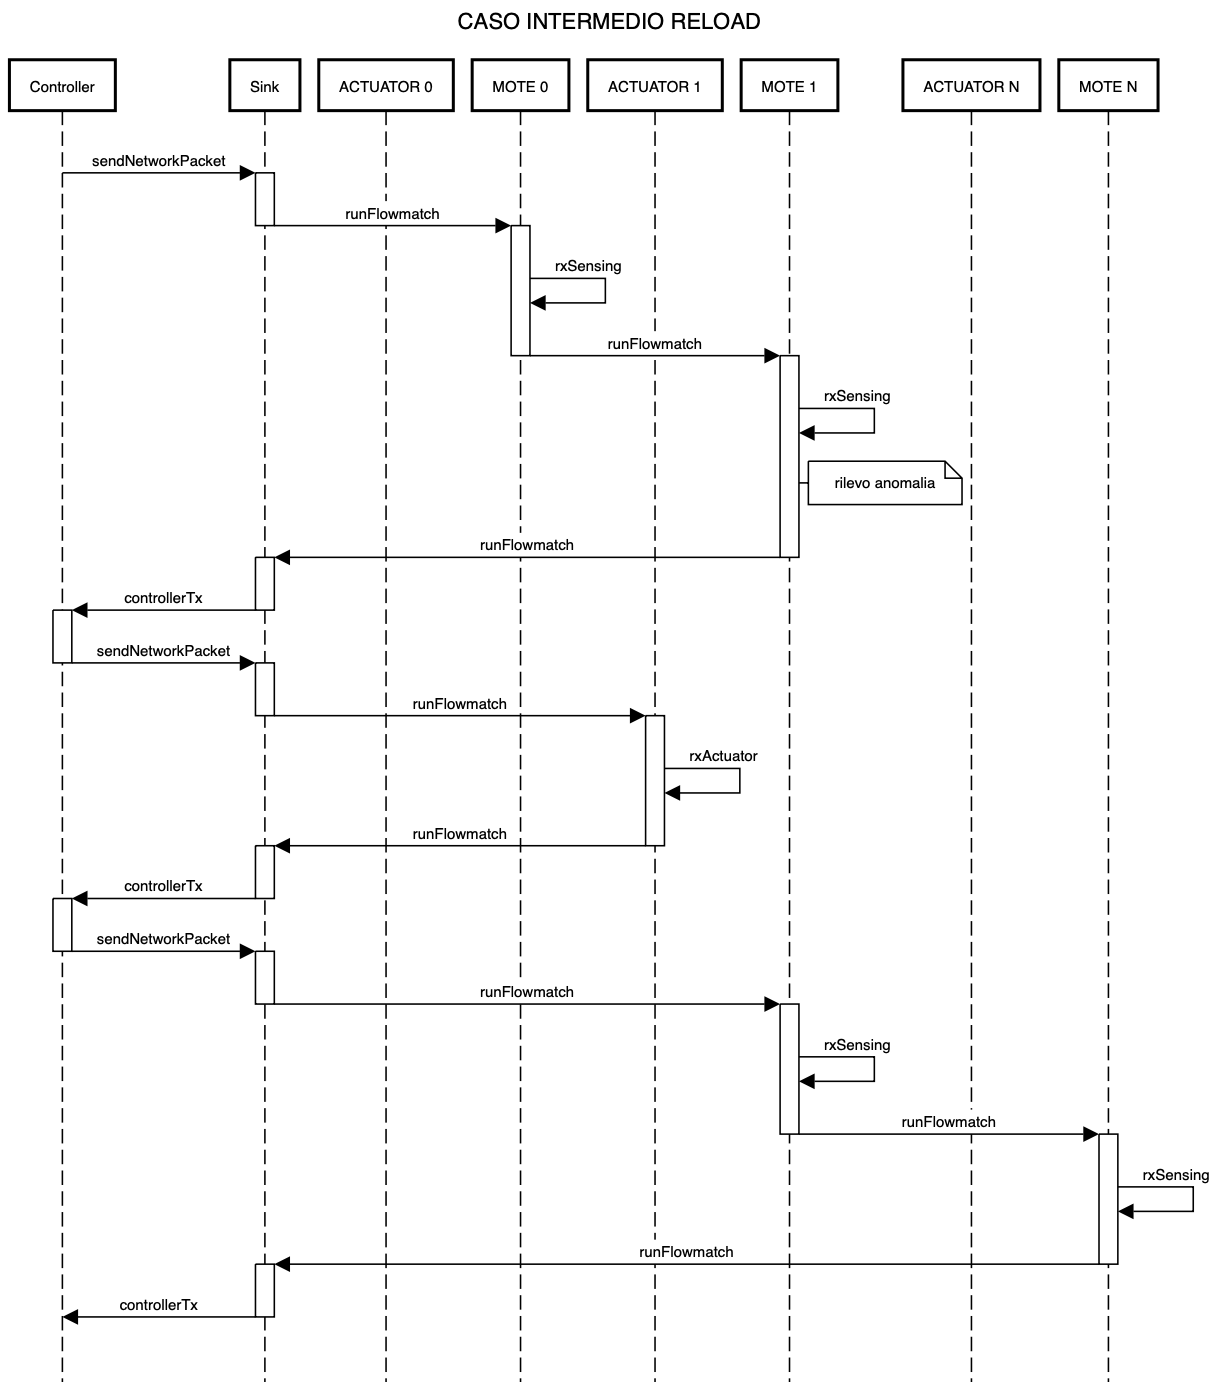 CASO INTERMEDIO RELOAD
Controller
Sink
ACTUATOR 0
MOTE 0
ACTUATOR 1
MOTE 1
ACTUATOR N
MOTE N
sendNetworkPacket
runFlowmatch
rxSensing
runFlowmatch
rxSensing
rilevo anomalia
runFlowmatch
controllerTx
sendNetworkPacket
runFlowmatch
rxActuator
runFlowmatch
controllerTx
sendNetworkPacket
runFlowmatch
rxSensing
runFlowmatch
rxSensing
runFlowmatch
controllerTx